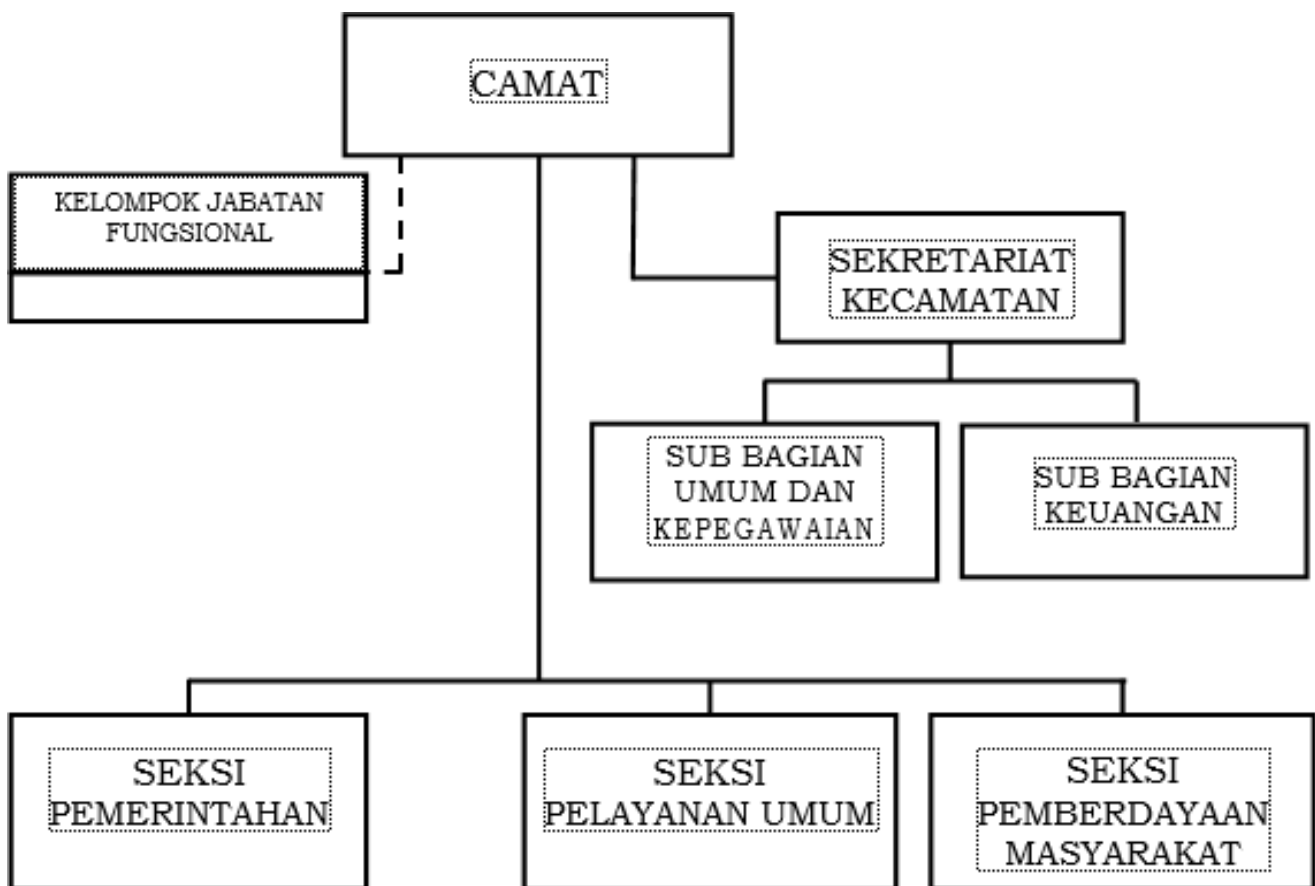 CAMAT
KELOMPOK JABATAN
FUNGSIONAL
SEKRETARIAT
KECAMATAN
SUB BAGIAN
UMUM DAN
KEPEGAWAIAN
SUB BAGIAN
KEUANGAN
SEKSI
PEMERINTAHAN
SEKSI
PELAYANAN UMUM
SEKSI
PEMBERDAYAAN
MASYARAKAT